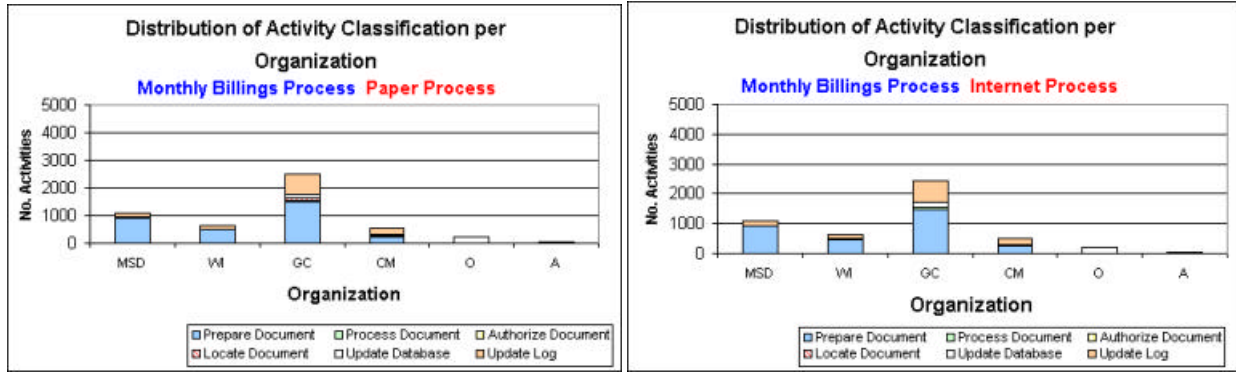 Distribution of Activity Classification per
Organization
Monthly Billings Process Paper Process
No. Activities
5000
4000
3000
2000
1000
0
MSD WI GC CM O A
Organization
Prepare Document Process Document Authorize Document
Locate Document Update Database Update Log
Distribution of Activity Classification per
Organization
Monthly Billings Process Internet Process
No. Activities
5000
4000
3000
2000
1000
0
MSD WI GC CM O A
Organization
Prepare Document Process Document Authorize Document
Locate Document Update Database Update Log